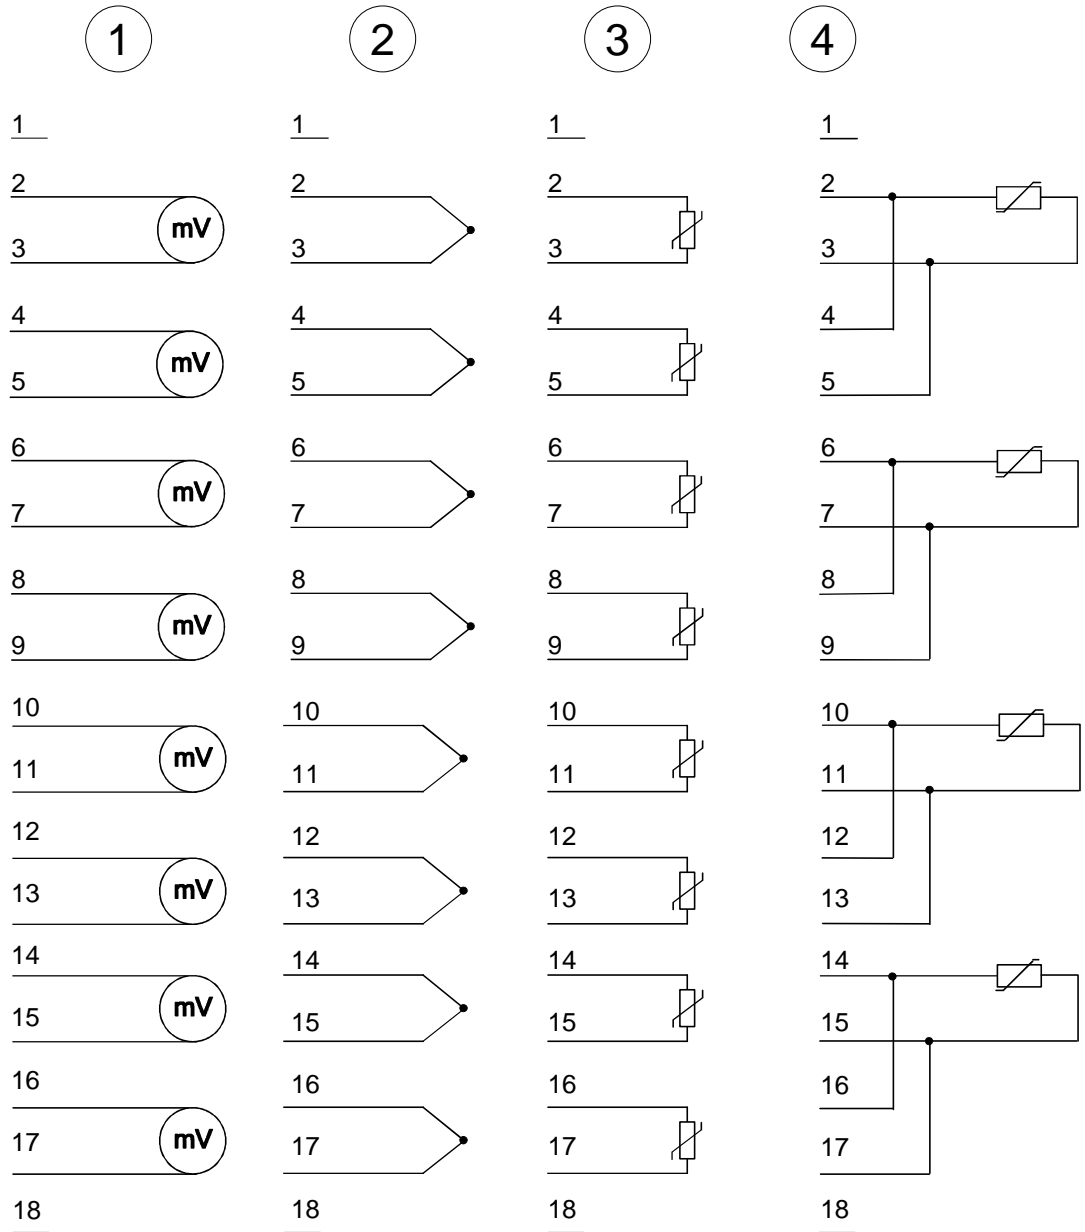 1 2 3 4
1 1 1 1
2 2 2 2
mV
3 3 3 3
4 4 4 4
mV
5 5 5 5
6 6 6 6
mV
7 7 7 7
8 8 8 8
mV
9 9 9 9
10 10 10 10
mV
11 11 11 11
12 12 12 12
mV
13 13 13 13
14 14 14 14
mV
15 15 15 15
16 16 16 16
mV
17 17 17 17
18 18 18 18